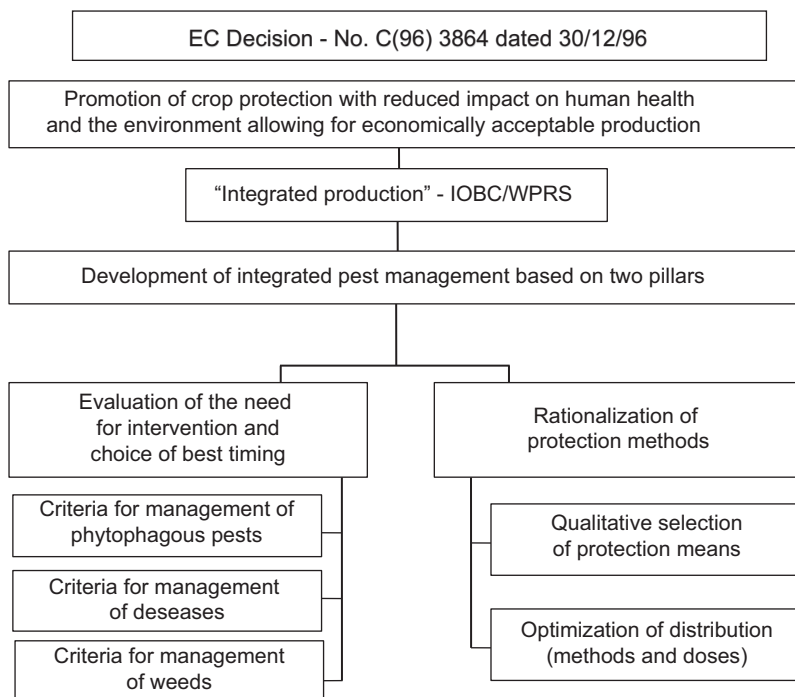 EC Decision - No. C(96) 3864 dated 30/12/96
Promotion of crop protection with reduced impact on human health
and the environment allowing for economically acceptable production
“Integrated production” - IOBC/WPRS
Development of integrated pest management based on two pillars
Evaluation of the need
for intervention and
choice of best timing
Criteria for management of
phytophagous pests
Criteria for management
of deseases
Criteria for management
of weeds
Rationalization of
protection methods
Qualitative selection
of protection means
Optimization of distribution
(methods and doses)